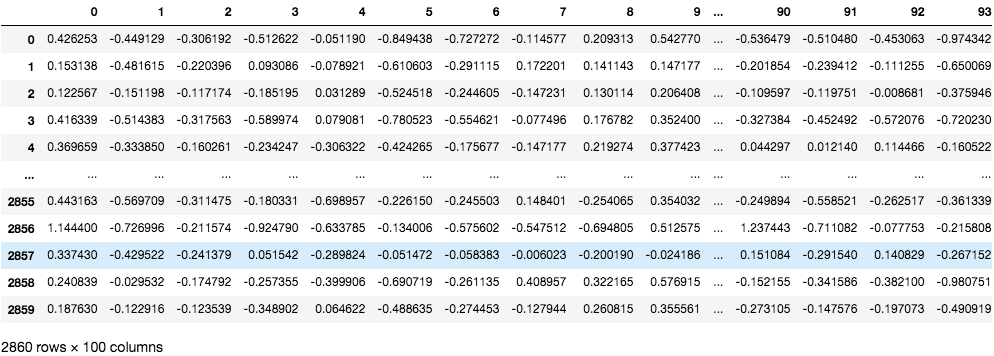 0 1 2 3 4 5 6 7 8 9 ... 90 91 92 93
0 0.426253 -0.449129 -0.306192 -0.512622 -0.051190 -0.849438 -0.727272 -0.114577 0.209313 0.542770 ... -0.536479 -0.510480 -0.453063 -0.974342
1 0.153138 -0.481615 -0.220396 0.093086 -0.078921 -0.610603 -0.291115 0.172201 0.141143 0.147177 ... -0.201854 -0.239412 -0.111255 -0.650069
2 0.122567 -0.151198 -0.117174 -0.185195 0.031289 -0.524518 -0.244605 -0.147231 0.130114 0.206408 ... -0.109597 -0.119751 -0.008681 -0.375946
3 0.416339 -0.514383 -0.317563 -0.589974 0.079081 -0.780523 -0.554621 -0.077496 0.176782 0.352400 ... -0.327384 -0.452492 -0.572076 -0.720230
4 0.369659 -0.333850 -0.160261 -0.234247 -0.306322 -0.424265 -0.175677 -0.147177 0.219274 0.377423 ... 0.044297 0.012140 0.114466 -0.160522
... ... ... ... ... ... ... ... ... ... ... ... ... ... ... ...
2855 0.443163 -0.569709 -0.311475 -0.180331 -0.698957 -0.226150 -0.245503 0.148401 -0.254065 0.354032 ... -0.249894 -0.558521 -0.262517 -0.361339
2856 1.144400 -0.726996 -0.211574 -0.924790 -0.633785 -0.134006 -0.575602 -0.547512 -0.694805 0.512575 ... 1.237443 -0.711082 -0.077753 -0.215808
2857 0.337430 -0.429522 -0.241379 0.051542 -0.289824 -0.051472 -0.058383 -0.006023 -0.200190 -0.024186 ... 0.151084 -0.291540 0.140829 -0.267152
2858 0.240839 -0.029532 -0.174792 -0.257355 -0.399906 -0.690719 -0.261135 0.408957 0.322165 0.576915 ... -0.152155 -0.341586 -0.382100 -0.980751
2859 0.187630 -0.122916 -0.123539 -0.348902 0.064622 -0.488635 -0.274453 -0.127944 0.260815 0.355561 ... -0.273105 -0.147576 -0.197073 -0.490919
2860 rows × 100 columns